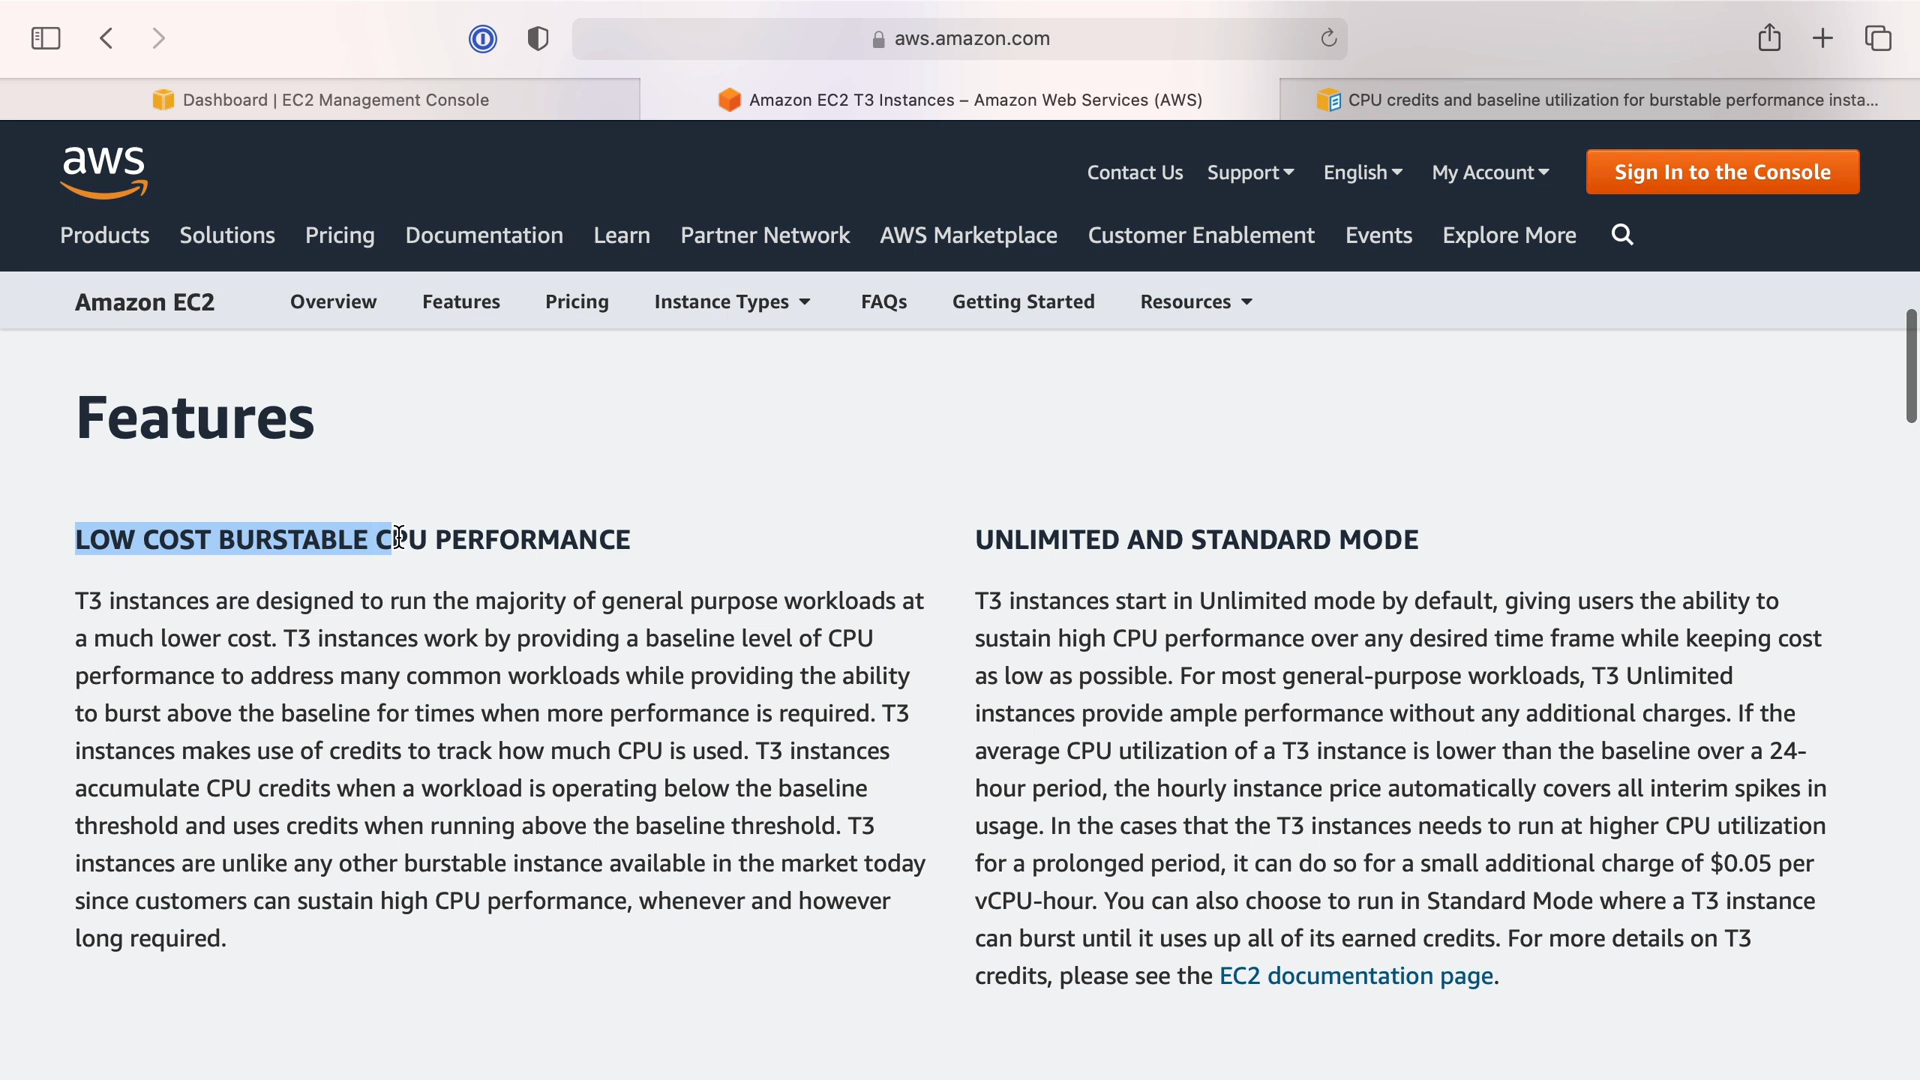 aws.amazon.com
Dashboard | EC2 Management Console
Amazon EC2 T3 Instances – Amazon Web Services (AWS)
CPU credits and baseline utilization for burstable performance insta...
aws
Contact Us
Support
English
My Account
Sign In to the Console
Products
Solutions
Pricing
Documentation
Learn
Partner Network
AWS Marketplace
Customer Enablement
Events
Explore More
Amazon EC2
Overview
Features
Pricing
Instance Types
FAQs
Getting Started
Resources
Features
LOW COST BURSTABLE CPU PERFORMANCE
T3 instances are designed to run the majority of general purpose workloads at
a much lower cost. T3 instances work by providing a baseline level of CPU
performance to address many common workloads while providing the ability
to burst above the baseline for times when more performance is required. T3
instances makes use of credits to track how much CPU is used. T3 instances
accumulate CPU credits when a workload is operating below the baseline
threshold and uses credits when running above the baseline threshold. T3
instances are unlike any other burstable instance available in the market today
since customers can sustain high CPU performance, whenever and however
long required.
UNLIMITED AND STANDARD MODE
T3 instances start in Unlimited mode by default, giving users the ability to
sustain high CPU performance over any desired time frame while keeping cost
as low as possible. For most general-purpose workloads, T3 Unlimited
instances provide ample performance without any additional charges. If the
average CPU utilization of a T3 instance is lower than the baseline over a 24-
hour period, the hourly instance price automatically covers all interim spikes in
usage. In the cases that the T3 instances needs to run at higher CPU utilization
for a prolonged period, it can do so for a small additional charge of $0.05 per
vCPU-hour. You can also choose to run in Standard Mode where a T3 instance
can burst until it uses up all of its earned credits. For more details on T3
credits, please see the EC2 documentation page.